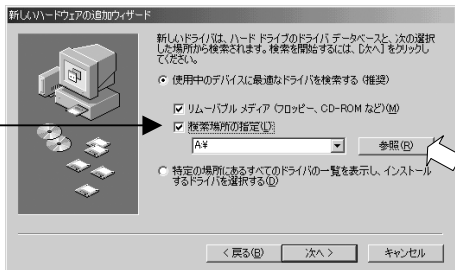 新しいハードウェアの追加ウィザード
新しいドライバは、ハード ドライブのドライバ データベースと、次の選択
した場所から検索されます。検索を開始するには、[次へ] をクリックし
てください。
使用中のデバイスに最適なドライバを検索する (推奨)
リムーバブル メディア (フロッピー、CD-ROM など)(M)
検索場所の指定(L):
A:¥
参照(R)
特定の場所にあるすべてのドライバの一覧を表示し、インストール
するドライバを選択する(D)
< 戻る(B)
次へ >
キャンセル